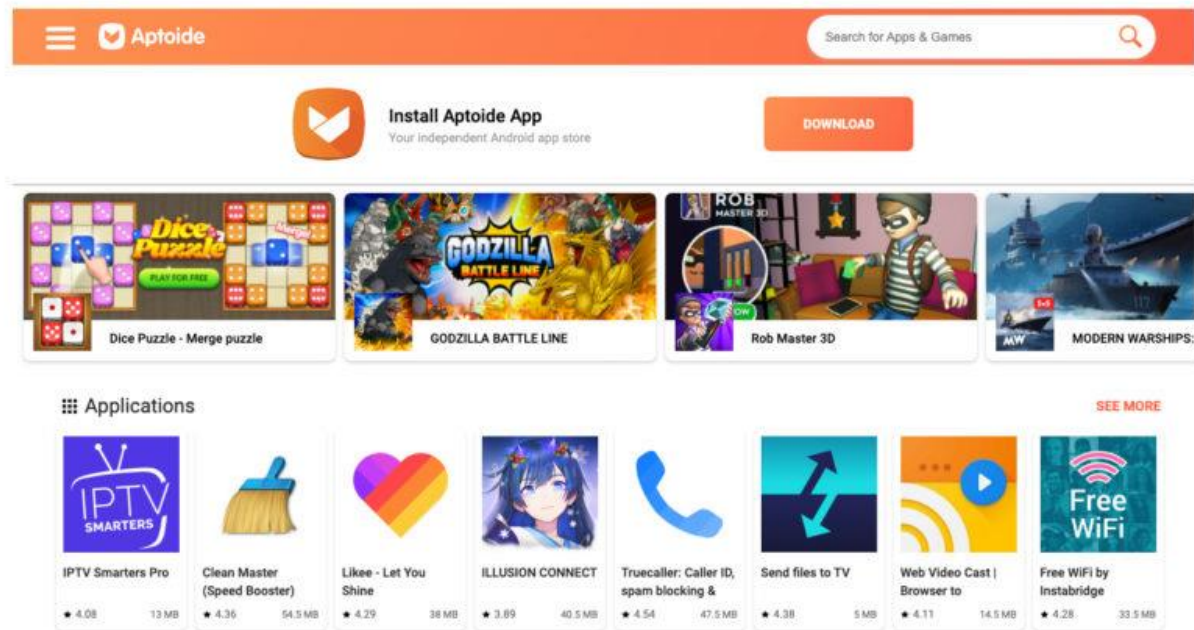 Aptoide
Search for Apps & Games
Install Aptoide App
Your independent Android app store
DOWNLOAD
Dice
Puzzle
Merge
PLAY FOR FREE
Dice Puzzle - Merge puzzle
GODZILLA
BATTLE LINE
GODZILLA BATTLE LINE
ROB
MASTER 3D
Rob Master 3D
117
5v5
MW
MODERN WARSHIPS:
Applications
SEE MORE
IPTV
SMARTERS
Free
WiFi
IPTV Smarters Pro
Clean Master
(Speed Booster)
Likee - Let You
Shine
ILLUSION CONNECT
Truecaller: Caller ID,
spam blocking &
Send files to TV
Web Video Cast |
Browser to
Free WiFi by
Instabridge
★ 4.08 13 MB
★ 4.36 54.5 MB
★ 4.29 38 MB
★ 3.89 40.5 MB
★ 4.54 47.5 MB
★ 4.38 5 MB
★ 4.11 14.5 MB
★ 4.28 33.5 MB